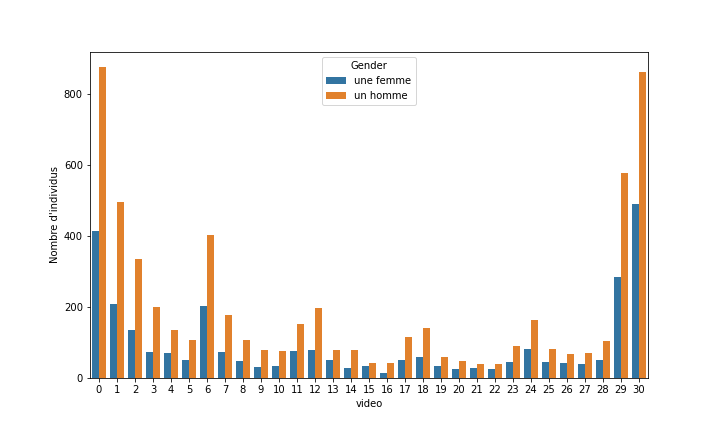 Gender
une femme
un homme
800
600
400
200
0
Nombre d'individus
0 1 2 3 4 5 6 7 8 9 10 11 12 13 14 15 16 17 18 19 20 21 22 23 24 25 26 27 28 29 30
video